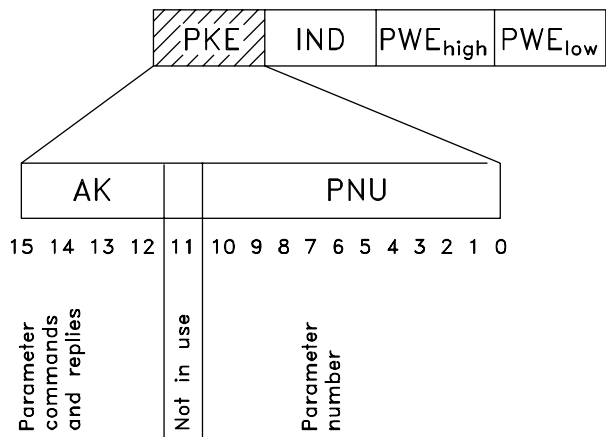 PKE IND PWEhigh PWElow
AK PNU
15 14 13 12 11 10 9 8 7 6 5 4 3 2 1 0
Parameter
commands
and replies
Not in use
Parameter
number